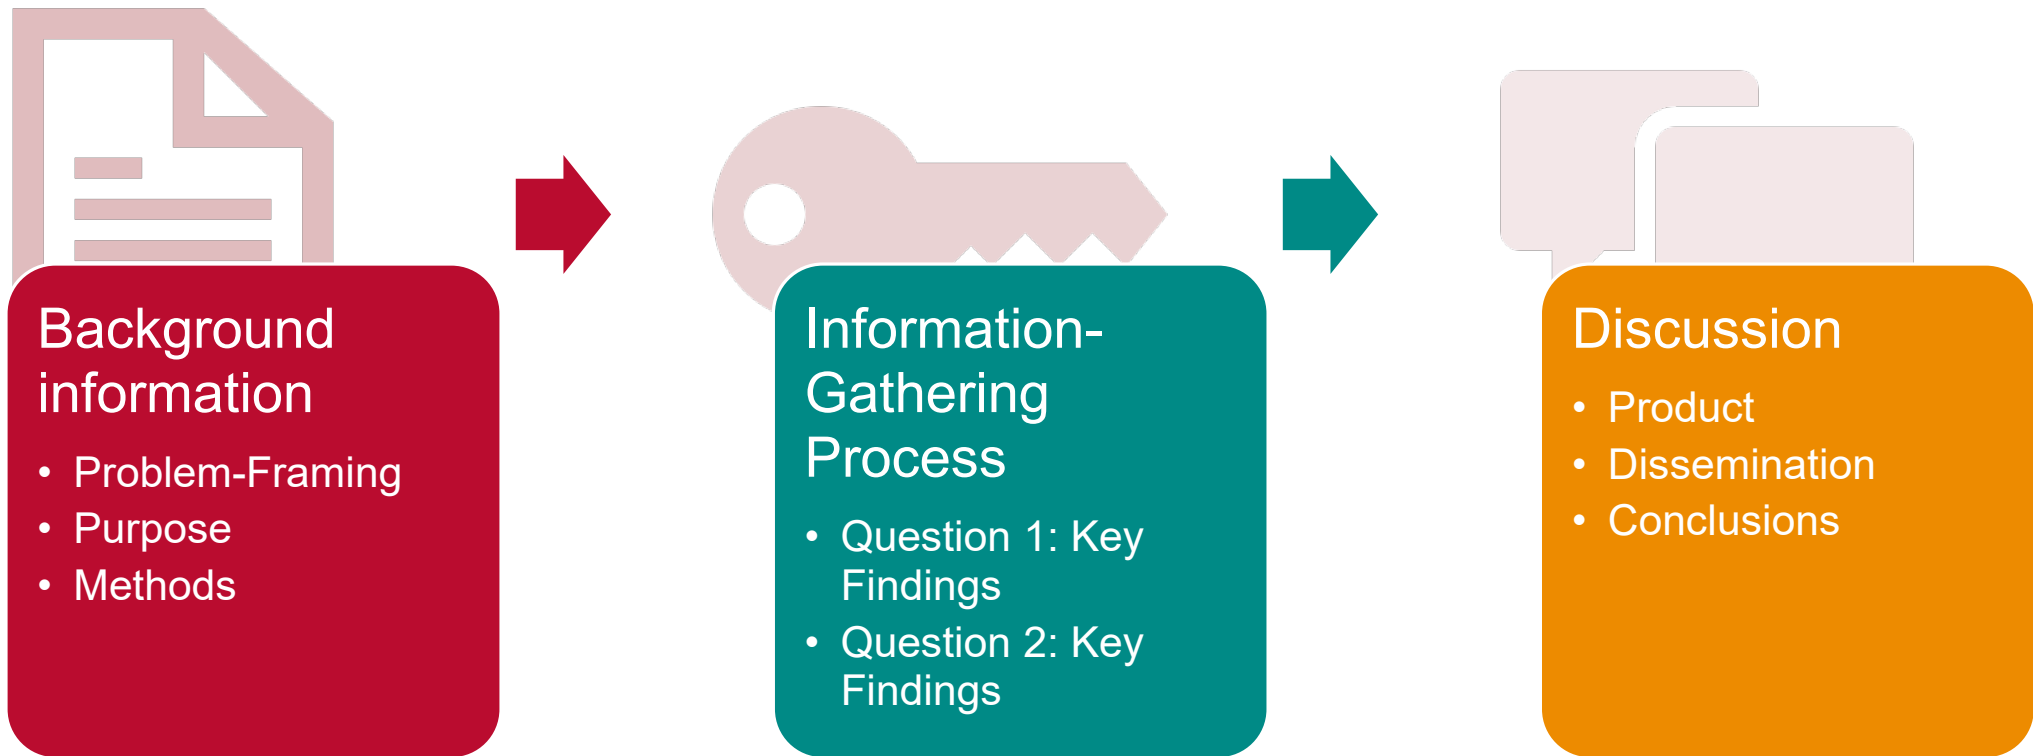 Background
information
• Problem-Framing
• Purpose
• Methods
Information-
Gathering
Process
• Question 1: Key
Findings
• Question 2: Key
Findings
Discussion
• Product
• Dissemination
• Conclusions